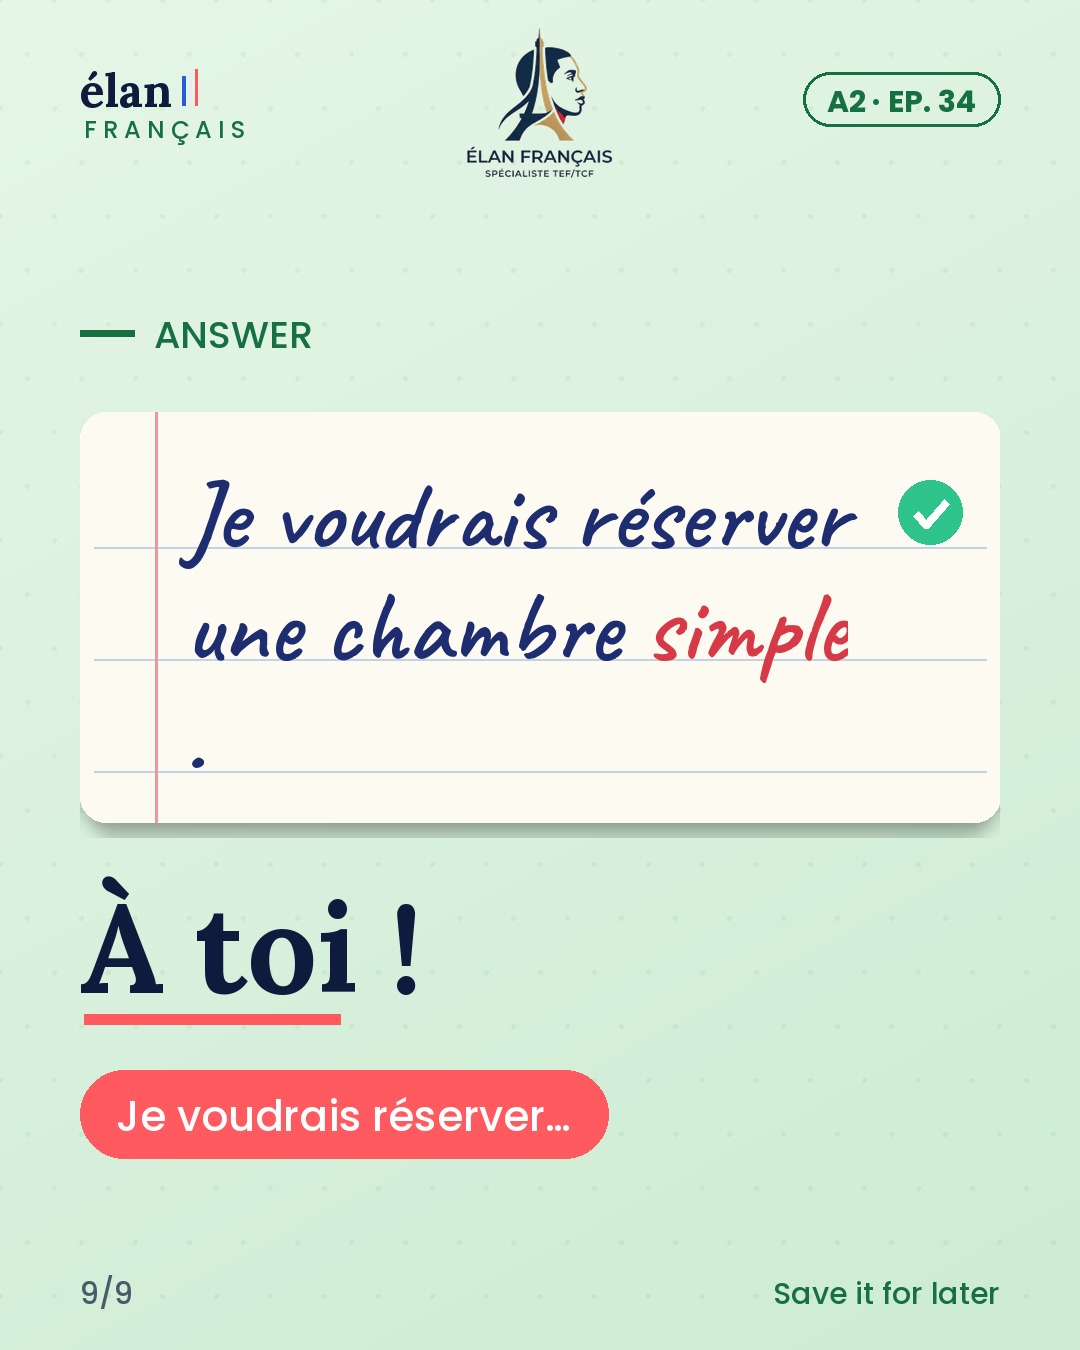 élan
FRANÇAIS
ÉLAN FRANÇAIS
SPÉCIALISTE TEF/TCF
A2 · EP. 34
ANSWER
Je voudrais réserver
une chambre simple
.
À toi !
Je voudrais réserver...
9/9
Save it for later